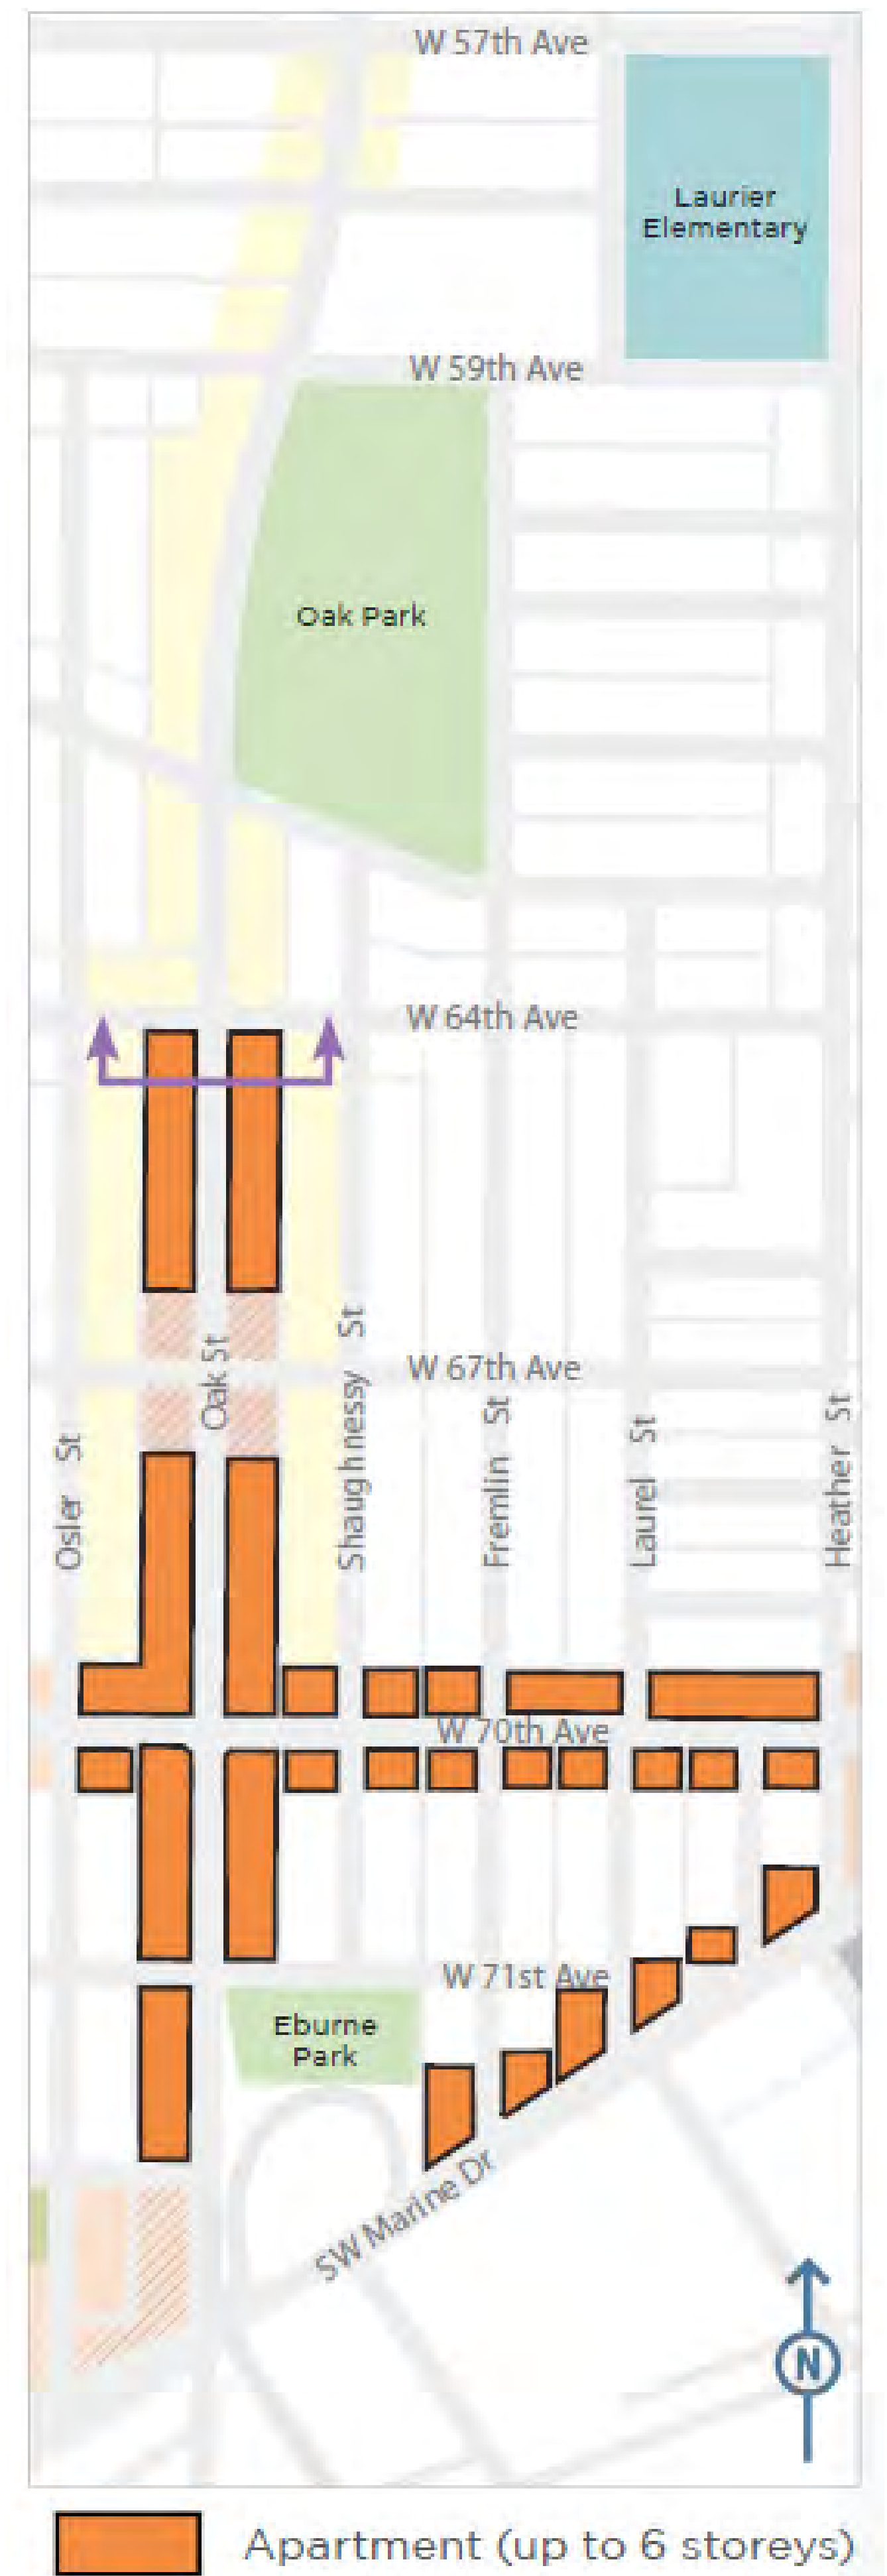 W 57th Ave
Laurier
Elementary
W 59th Ave
Oak Park
W 64th Ave
Oak St
Shaughnessy St
W 67th Ave
Osler St
Fremlin St
Laurel St
Heather St
W 70th Ave
W 71st Ave
Eburne
Park
SW Marine Dr
N
Apartment (up to 6 storeys)